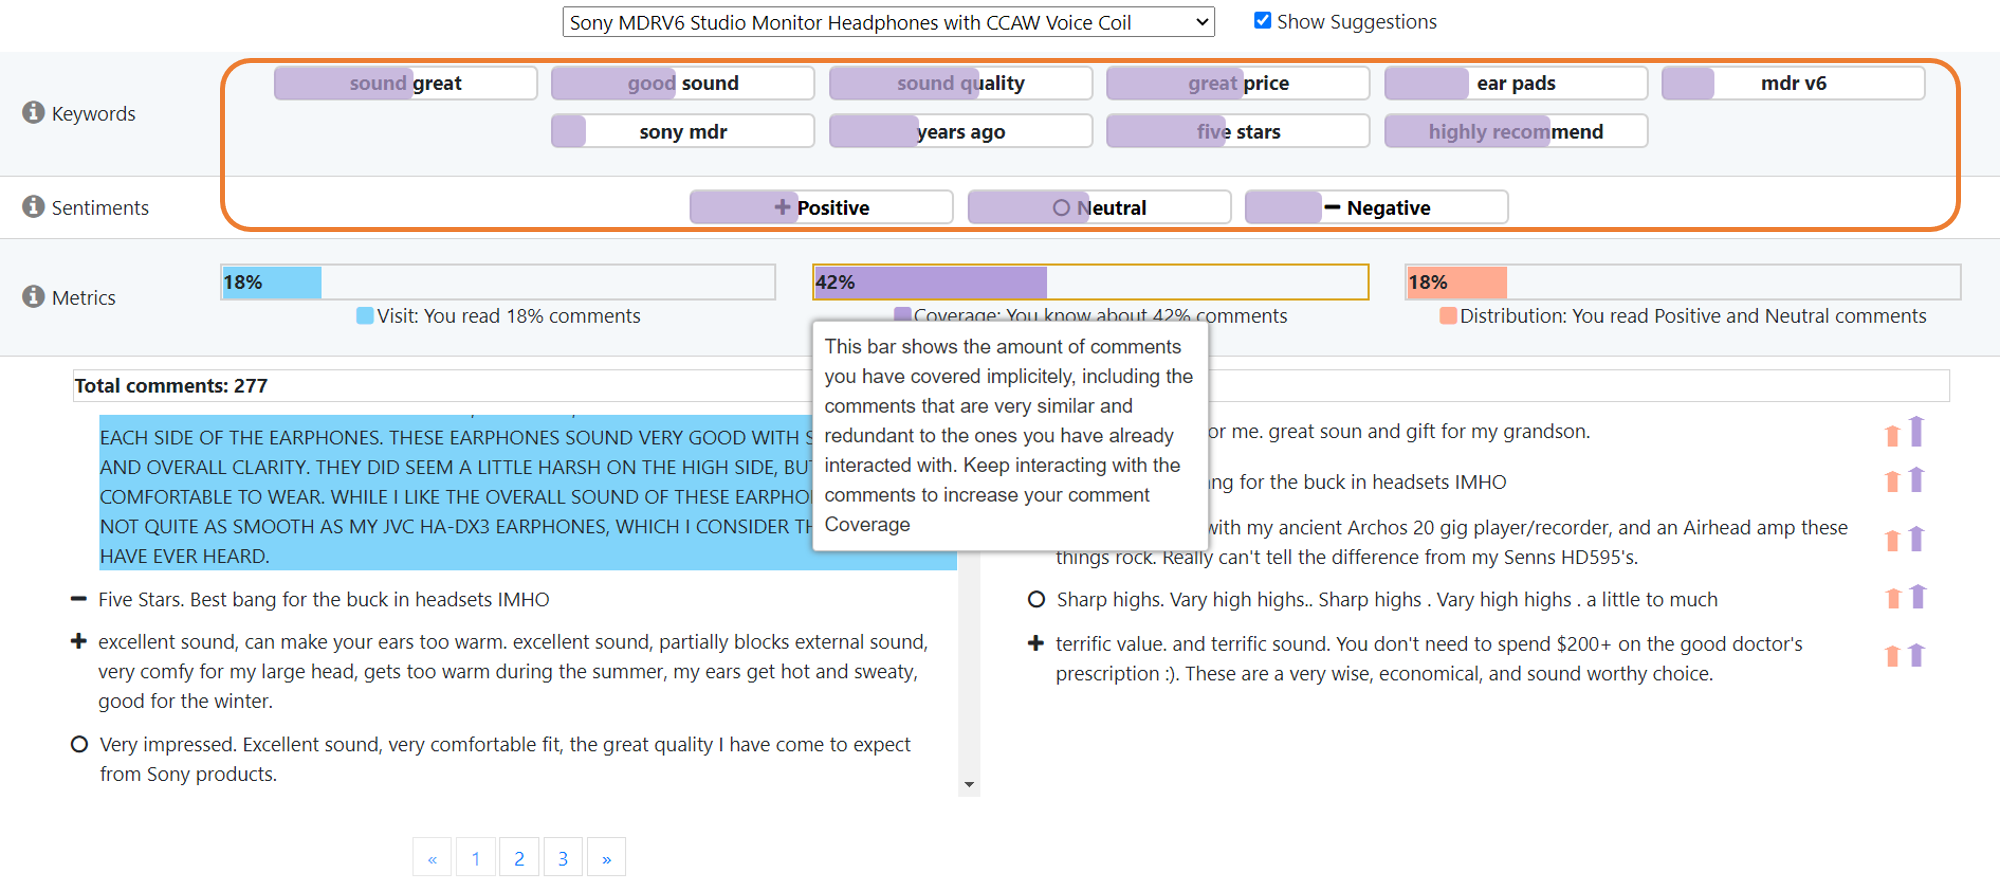 Sony MDRV6 Studio Monitor Headphones with CCAW Voice Coil
Show Suggestions
Keywords
sound great
good sound
sound quality
great price
ear pads
mdr v6
sony mdr
years ago
five stars
highly recommend
Sentiments
Positive
Neutral
Negative
Metrics
18%
42%
18%
Visit: You read 18% comments
Coverage: You know about 42% comments
Distribution: You read Positive and Neutral comments
This bar shows the amount of comments
you have covered implicitely, including the
comments that are very similar and
redundant to the ones you have already
interacted with. Keep interacting with the
comments to increase your comment
Coverage
Total comments: 277
EACH SIDE OF THE EARPHONES. THESE EARPHONES SOUND VERY GOOD WITH
AND OVERALL CLARITY. THEY DID SEEM A LITTLE HARSH ON THE HIGH SIDE,
COMFORTABLE TO WEAR. WHILE I LIKE THE OVERALL SOUND OF THESE
NOT QUITE AS SMOOTH AS MY JVC HA-DX3 EARPHONES, WHICH I CONSIDER
HAVE EVER HEARD.
Five Stars. Best bang for the buck in headsets IMHO
excellent sound, can make your ears too warm. excellent sound, partially blocks external sound,
very comfy for my large head, gets too warm during the summer, my ears get hot and sweaty,
good for the winter.
Very impressed. Excellent sound, very comfortable fit, the great quality I have come to expect
from Sony products.
or me. great soun and gift for my grandson.
ng for the buck in headsets IMHO
with my ancient Archos 20 gig player/recorder, and an Airhead amp these
things rock. Really can't tell the difference from my Senns HD595's.
Sharp highs. Vary high highs.. Sharp highs . Vary high highs . a little to much
terrific value. and terrific sound. You don't need to spend $200+ on the good doctor's
prescription :). These are a very wise, economical, and sound worthy choice.
« 1 2 3 »